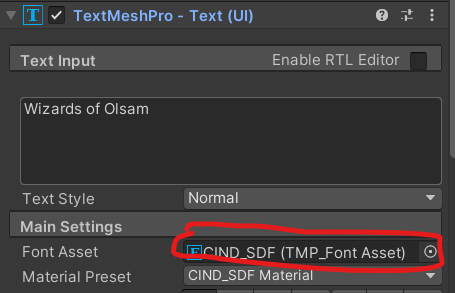 TextMeshPro - Text (UI)
Text Input
Enable RTL Editor
Wizards of Olsam
Text Style
Normal
Main Settings
Font Asset
CIND_SDF (TMP_Font Asset)
Material Preset
CIND_SDF Material